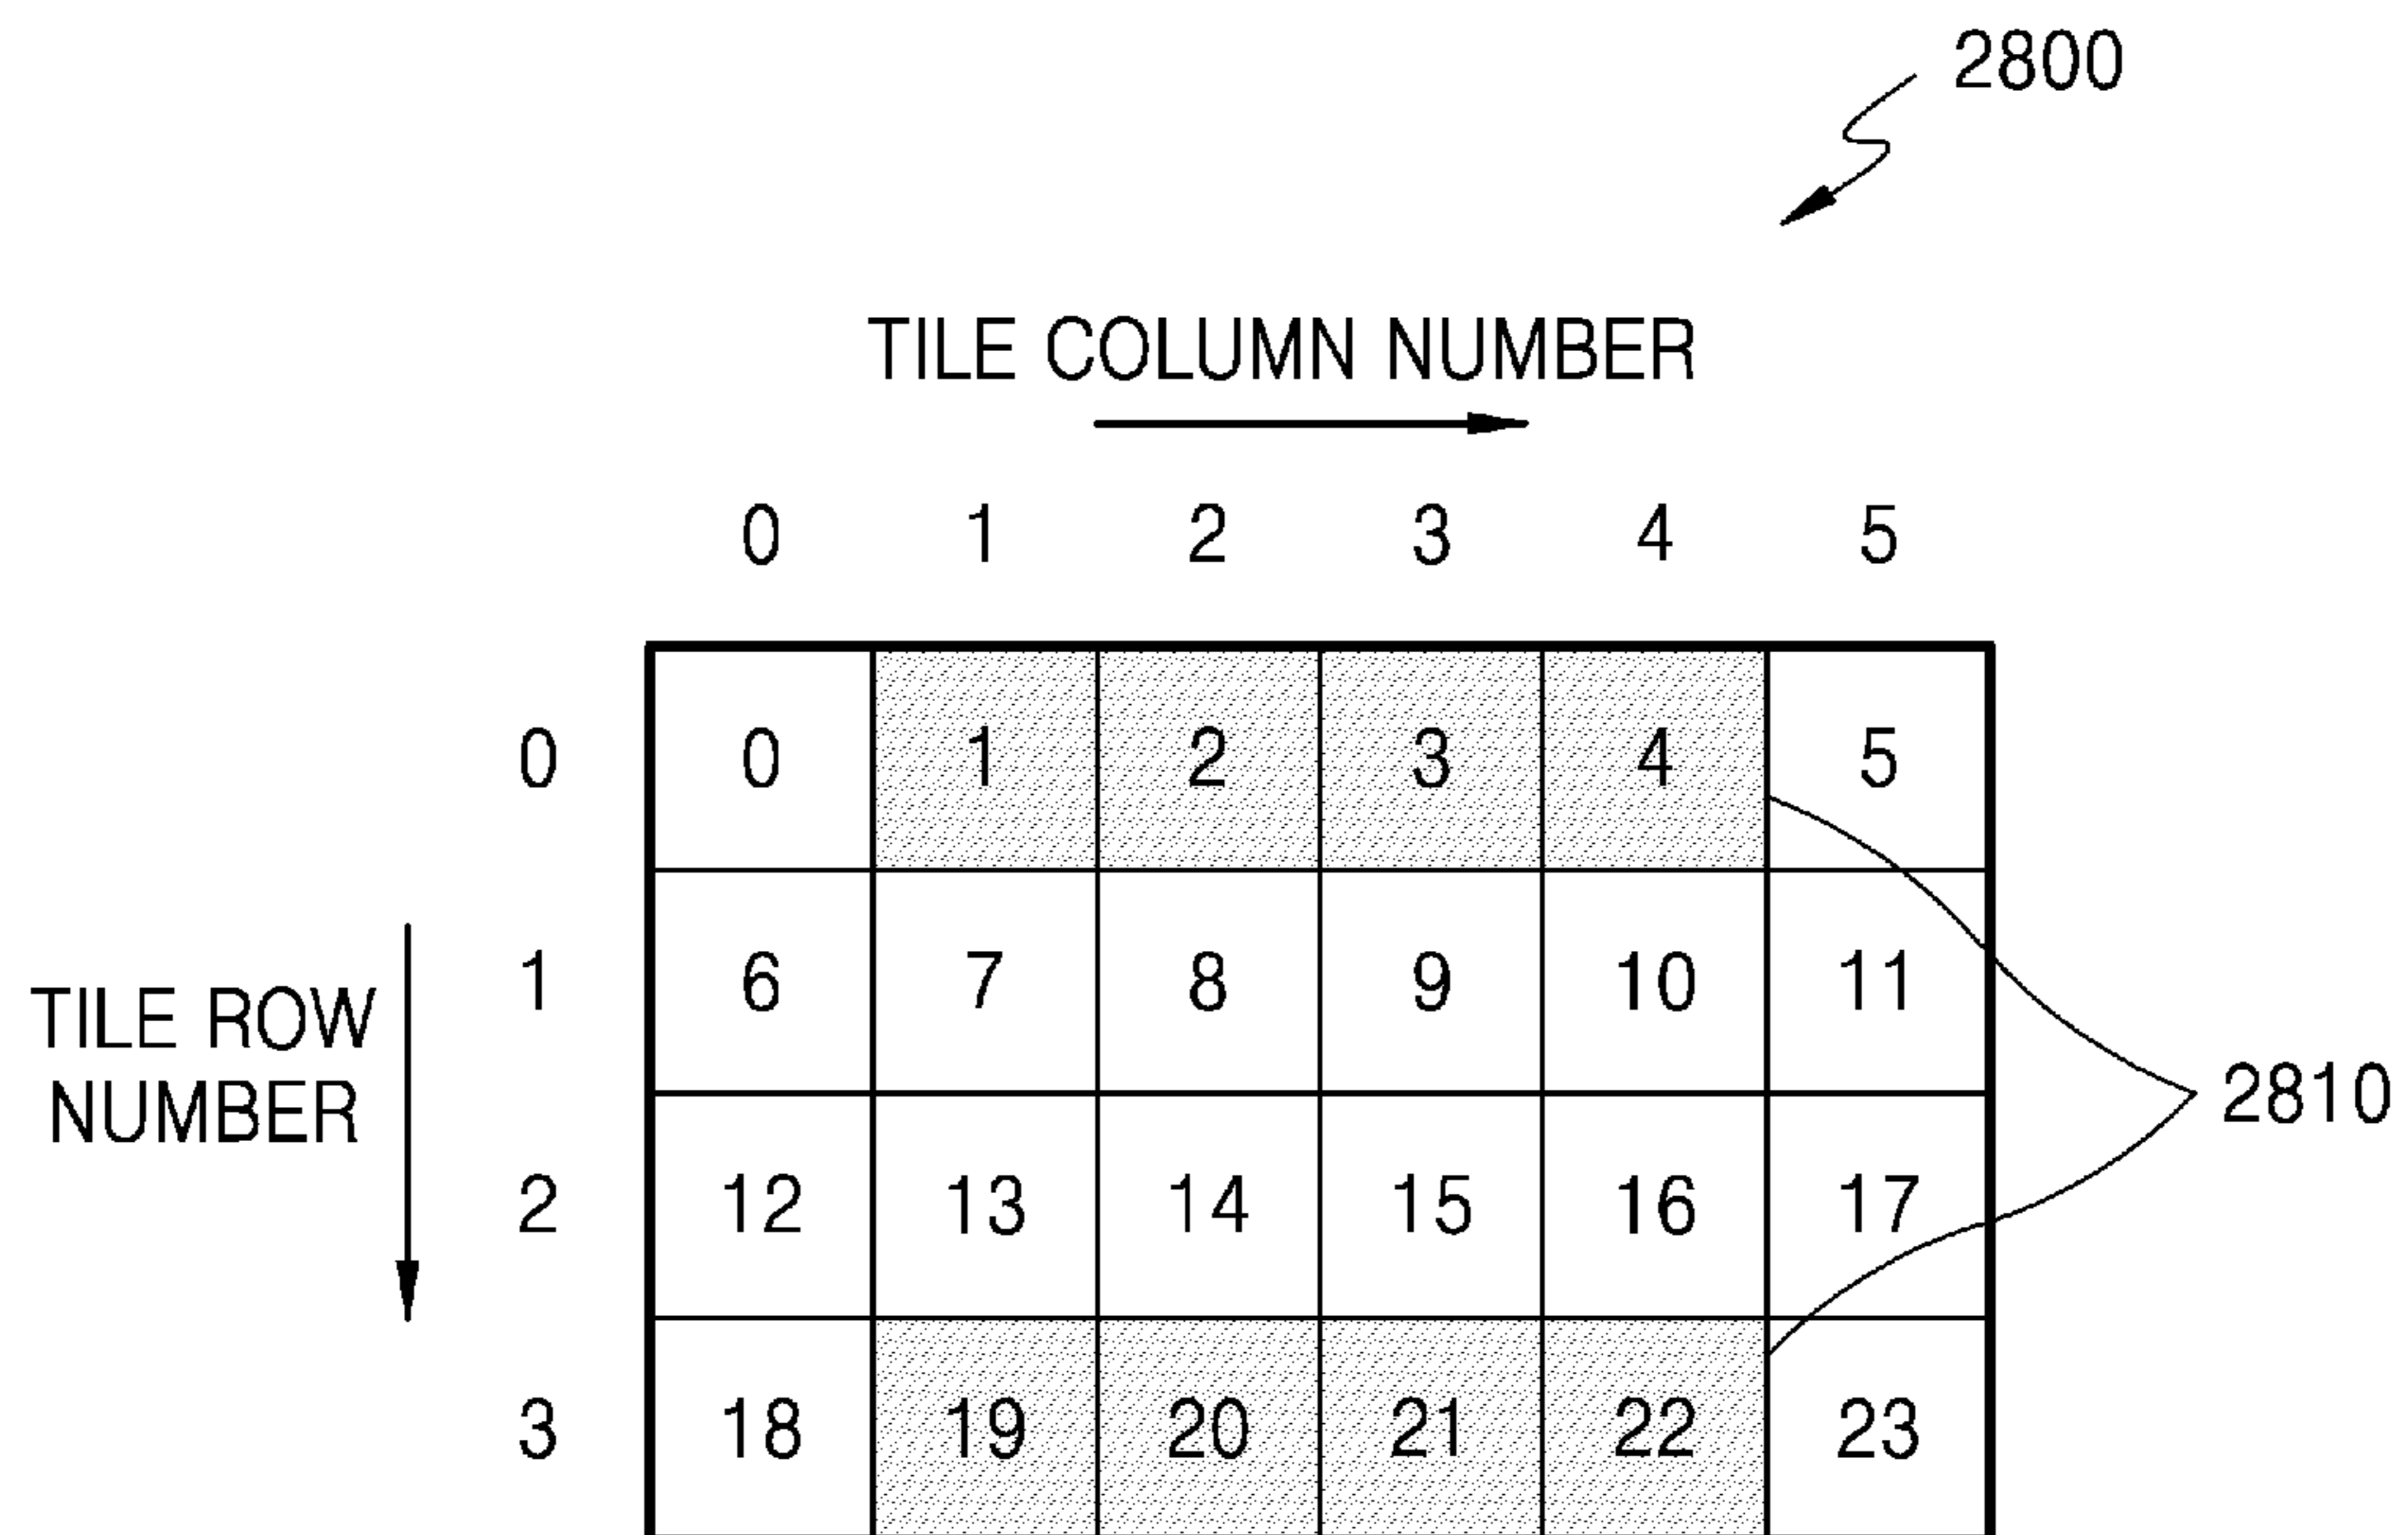 2800
TILE COLUMN NUMBER
0 1 2 3 4 5
0 0 1 2 3 4 5
1 6 7 8 9 10 11
TILE ROW
NUMBER
2810
2 12 13 14 15 16 17
3 18 19 20 21 22 23